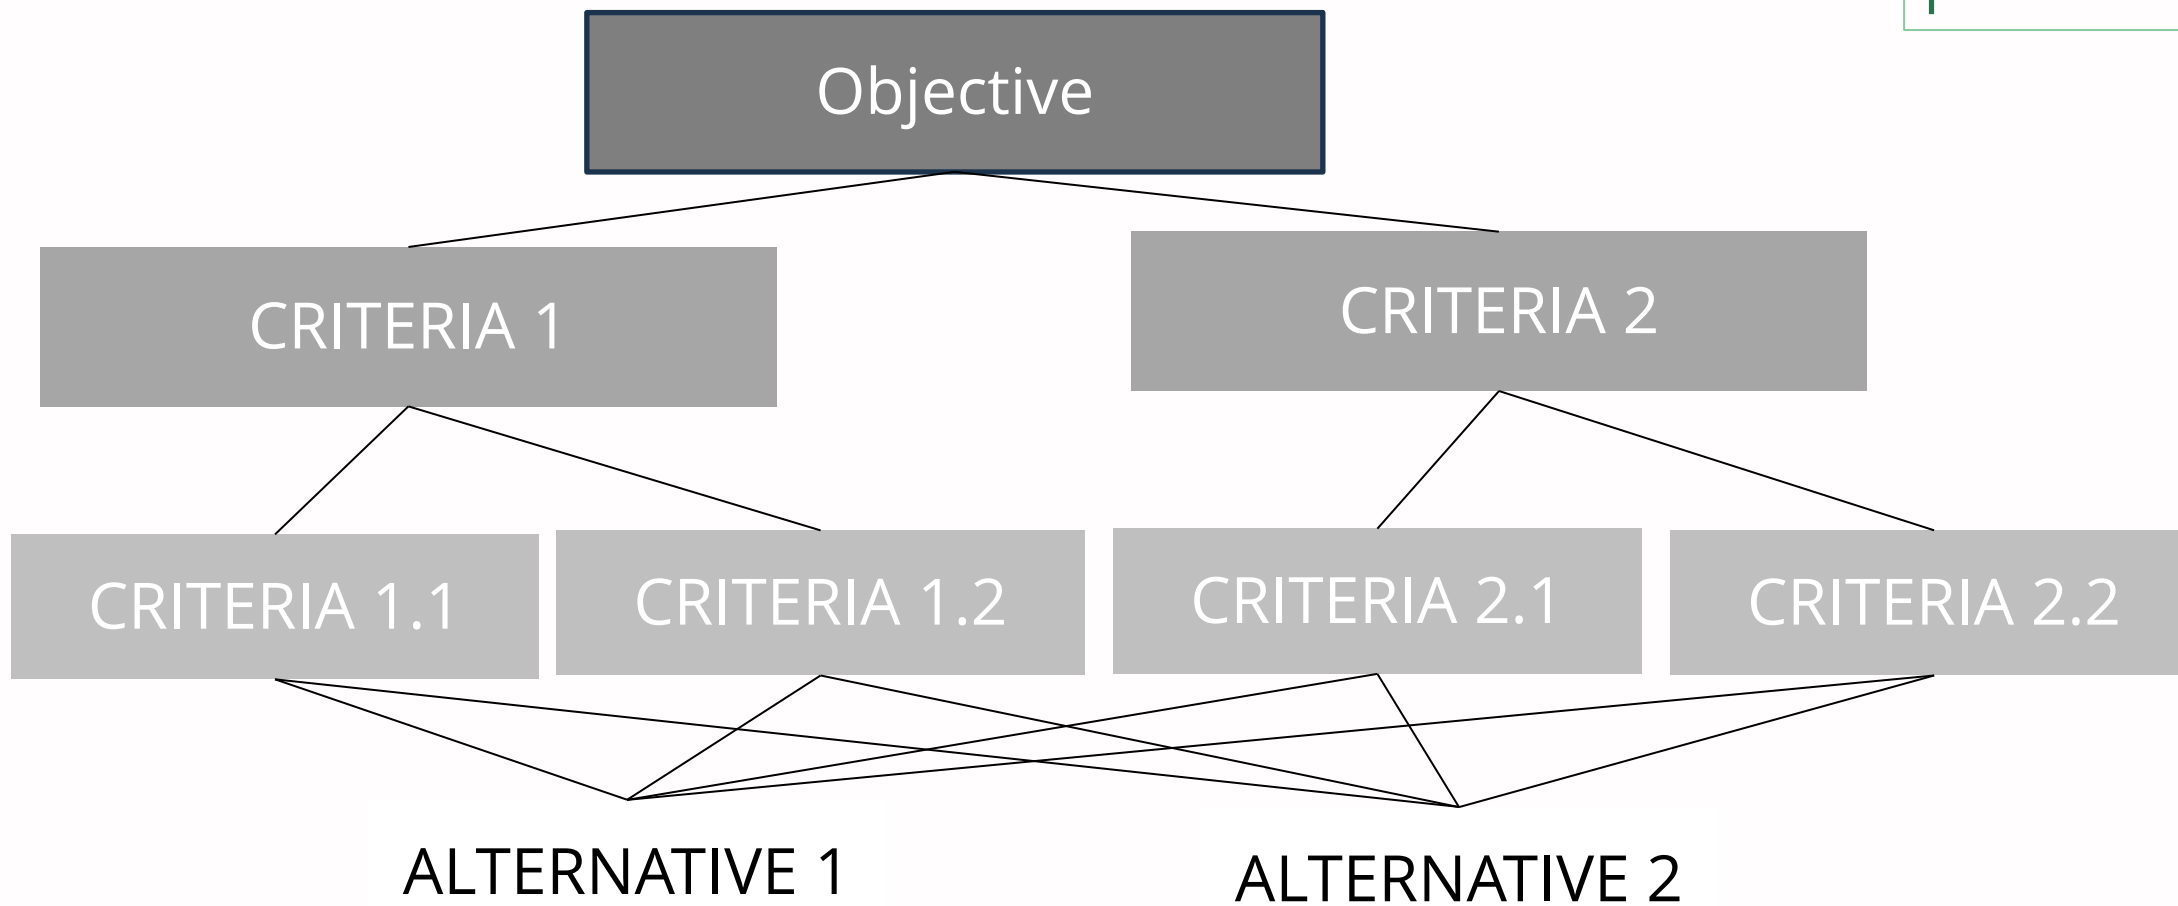 Objective
CRITERIA 1
CRITERIA 2
CRITERIA 1.1
CRITERIA 1.2
CRITERIA 2.1
CRITERIA 2.2
ALTERNATIVE 1
ALTERNATIVE 2